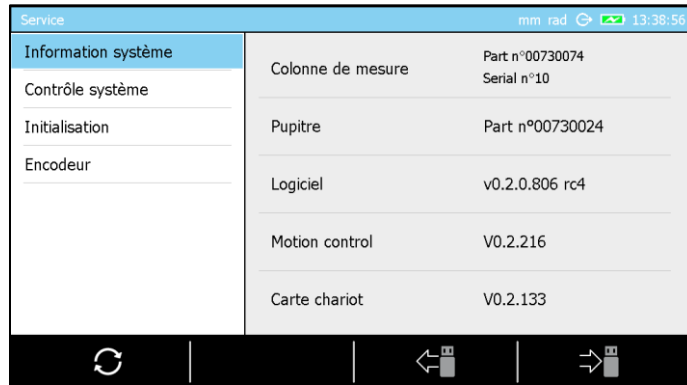 Service
mm rad 13:38:56
Information système
Contrôle système
Initialisation
Encodeur
Colonne de mesure
Part n°00730074
Serial n°10
Pupitre
Part nº00730024
Logiciel
v0.2.0.806 rc4
Motion control
V0.2.216
Carte chariot
V0.2.133